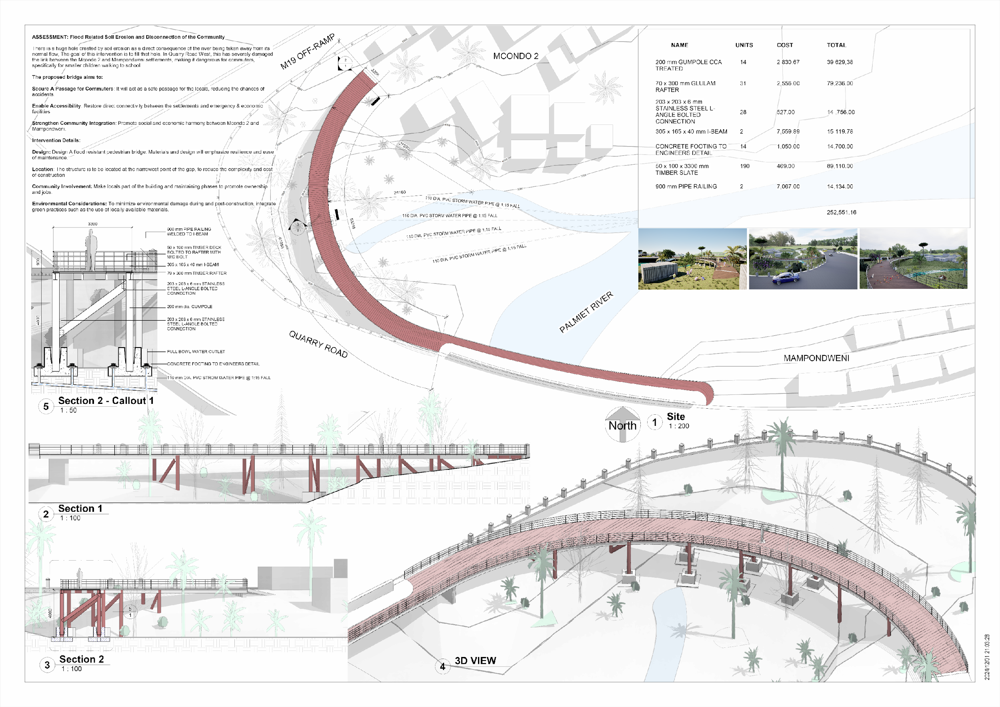 ASSESSMENT: Flood Related Soil Erosion and Disconnection of the Community
There is a huge hole created by soil erosion as a direct consequence of the river being taken away from its
normal flow, The goal of this intervention is to fill that hole. In Quarry Road West, this has severely damaged
the link between the Mcondo 2 and Mampondweni settlements, making it dangerous for commuters,
specifically for smaller children walking to school
The proposed bridge aims to:
Secure A Passage for Commuters: It will act as a safe passage for the locals, reducing the chances of
accidents.
Enable Accessibility: Restore direct connectivity between the settlements and emergency & economic
facilities
Strengthen Community Integration: Promote social and economic harmony between Mcondo 2 and
Mampondweni.
Intervention Details:
Design: Design A flood resistant pedestrian bridge. Materials and design will emphasize resilience and ease
of maintenance.
Location: The structure is to be located at the narrowest point of the gap, to reduce the complexity and cost
of construction
Community Involvement: Make locals part of the building and maintaining phases to promote ownership
and jobs.
Environmental Considerations: To minimize environmental damage during and post-construction, integrate
green practices such as the use of locally available materials.
3300
900
4000
900 mm PIPE RAILING
WELDED TO I-BEAM
50 x 100 mm TIMBER DECK
BOLTED TO RAFTER WITH
M12 BOLT
305 x 165 x 40 mm I-BEAM
70 x 300 mm TIMBER RAFTER
203 x 203 x 6 mm STAINLESS
STEEL L-ANGLE BOLTED
CONNECTION
200 mm dia. GUMPOLE
203 x 203 x 6 mm STAINLESS
STEEL L-ANGLE BOLTED
CONNECTION
FULL BOWL WATER OUTLET
CONCRETE FOOTING TO ENGINEERS DETAIL
110 mm DIA. PVC STROM WATER PIPE @ 1:15 FALL
5
Section 2 - Callout 1
1 : 50
M19 OFF-RAMP
2
1
3206
MCONDO 2
27530
24160
53210
61058
3
1
110 DIA. PVC STORM WATER PIPE @ 1:15 FALL
110 DIA. PVC STORM WATER PIPE @ 1:15 FALL
110 DIA. PVC STORM WATER PIPE @ 1:15 FALL
110 DIA. PVC STORM WATER PIPE @ 1:15 FALL
QUARRY ROAD
PALMIET RIVER
MAMPONDWENI
North
1
Site
1 : 200
NAME UNITS COST TOTAL
200 mm GUMPOLE CCA 14 2 830.67 39 629,38
TREATED
70 x 300 mm GLULAM 31 2,556.00 79,236.00
RAFTER
203 x 203 x 6 mm
STAINLESS STEEL L-
ANGLE BOLTED 28 527.00 14 .756.00
CONNECTION
305 x 165 x 40 mm I-BEAM 2 7,559.89 15 119.78
CONCRETE FOOTING TO 14 1,050.00 14,700.00
ENGINEERS DETAIL
50 x 100 x 3300 mm 190 469.00 89,110.00
TIMBER SLATE
900 mm PIPE RAILING 2 7,067.00 14,134.00
252,551.16
2
Section 1
1 : 100
4000
5
1
3
Section 2
1 : 100
4
3D VIEW
2024/12/01 21:03:28